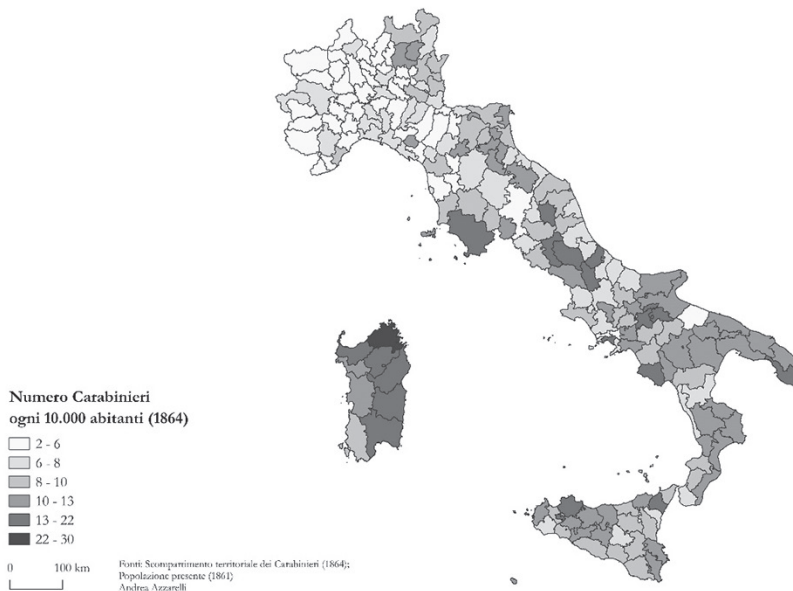 Numero Carabinieri
ogni 10.000 abitanti (1864)
2 - 6
6 - 8
8 - 10
10 - 13
13 - 22
22 - 30
0 100 km
Fonti: Scompartimento territoriale dei Carabinieri (1864);
Popolazione presente (1861)
Andrea Azzarelli